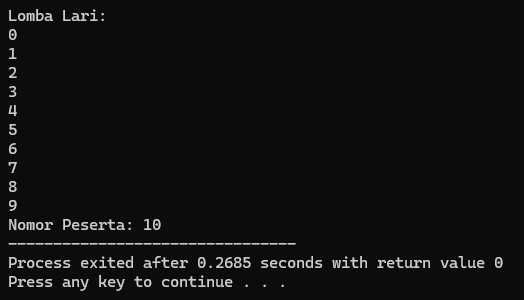 Lomba Lari:
0
1
2
3
4
5
6
7
8
9
Nomor Peserta: 10
--------------------------------
Process exited after 0.2685 seconds with return value 0
Press any key to continue . . .